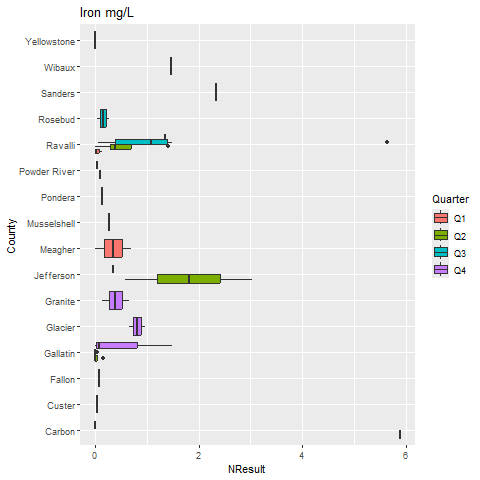 Iron mg/L
Yellowstone
Wibaux
Sanders
Rosebud
Ravalli
Powder River
Pondera
Musselshell
Meagher
Jefferson
Granite
Glacier
Gallatin
Fallon
Custer
Carbon
County
0 2 4 6
NResult
Quarter
Q1
Q2
Q3
Q4